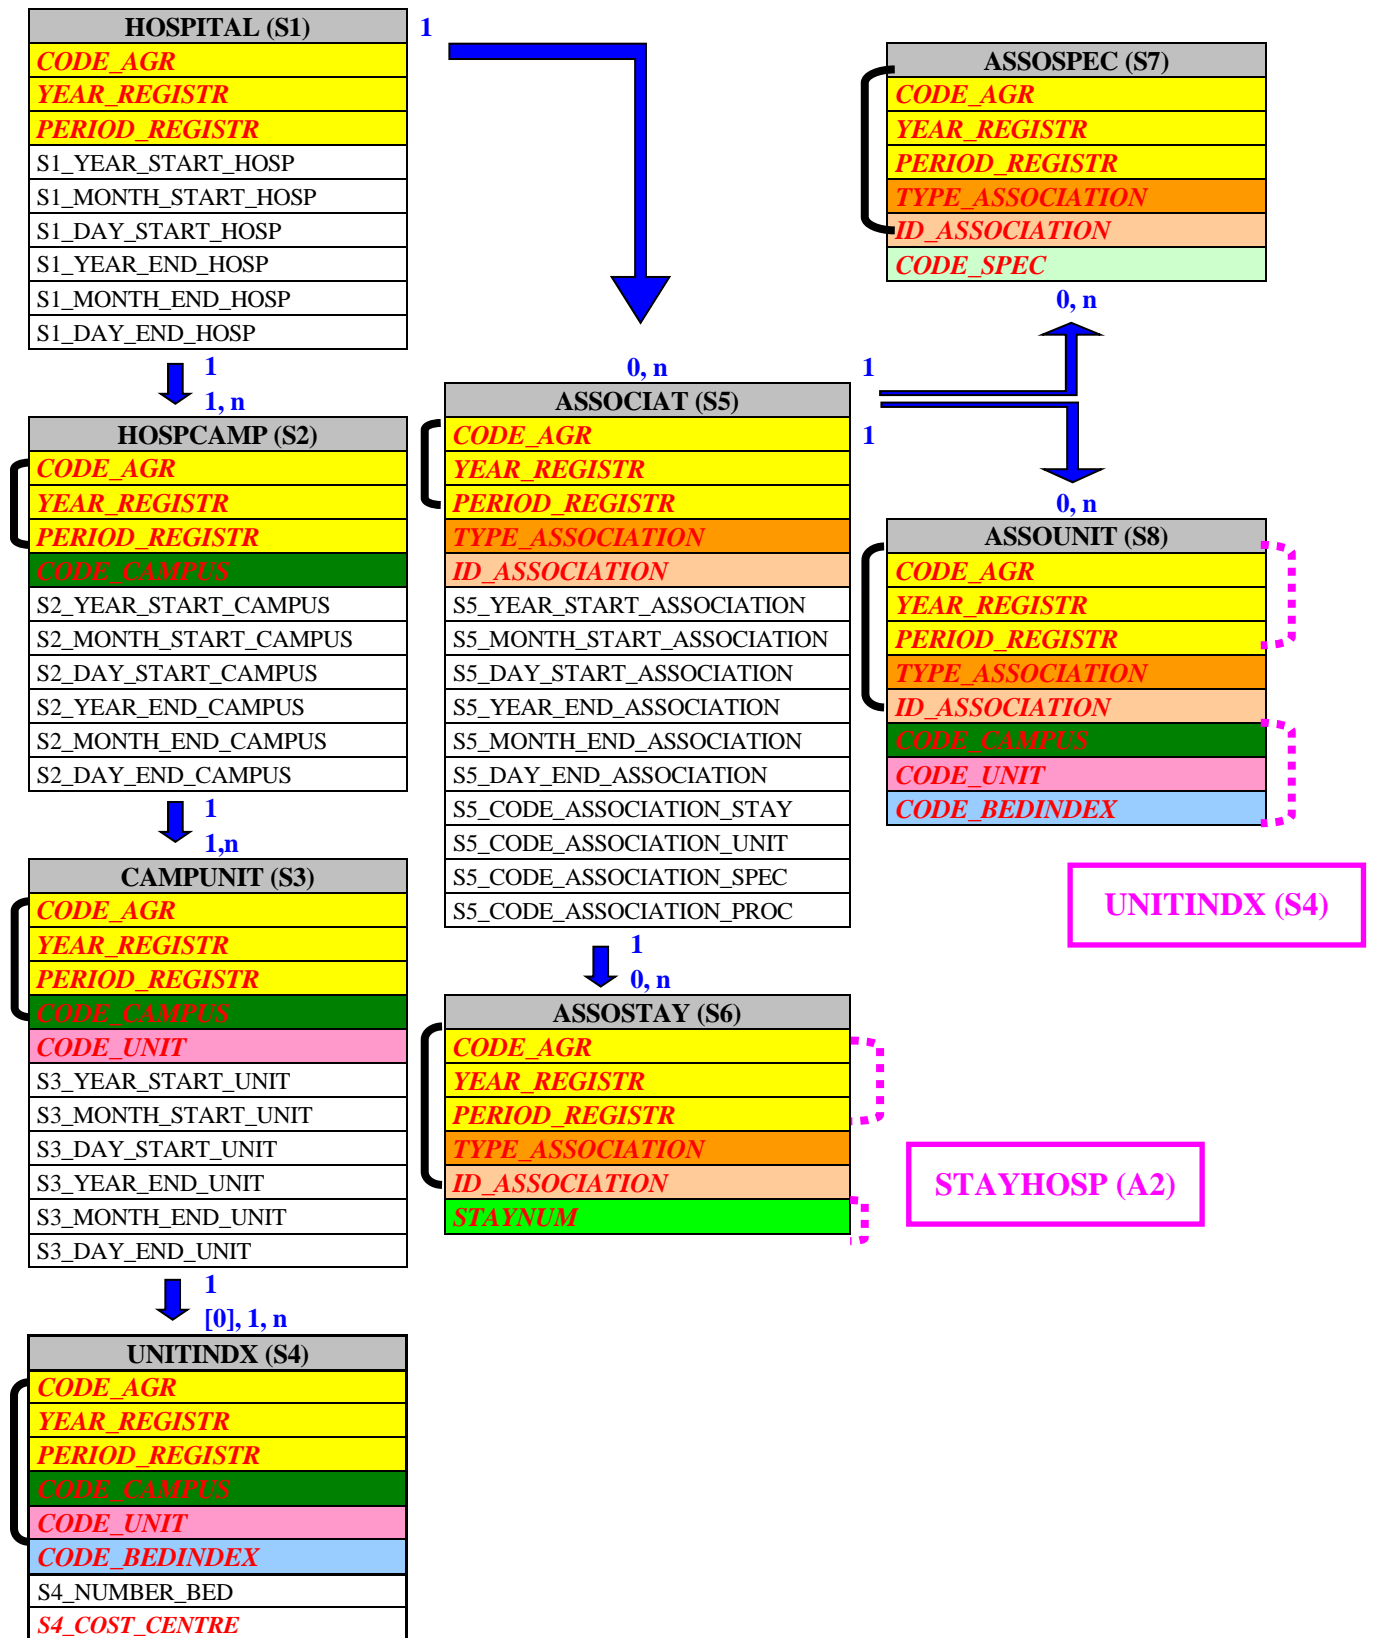 HOSPITAL (S1)
CODE_AGR
YEAR_REGISTR
PERIOD_REGISTR
S1_YEAR_START_HOSP
S1_MONTH_START_HOSP
S1_DAY_START_HOSP
S1_YEAR_END_HOSP
S1_MONTH_END_HOSP
S1_DAY_END_HOSP
1
1, n
HOSPCAMP (S2)
CODE_AGR
YEAR_REGISTR
PERIOD_REGISTR
CODE_CAMPUS
S2_YEAR_START_CAMPUS
S2_MONTH_START_CAMPUS
S2_DAY_START_CAMPUS
S2_YEAR_END_CAMPUS
S2_MONTH_END_CAMPUS
S2_DAY_END_CAMPUS
1
1,n
CAMPUNIT (S3)
CODE_AGR
YEAR_REGISTR
PERIOD_REGISTR
CODE_CAMPUS
CODE_UNIT
S3_YEAR_START_UNIT
S3_MONTH_START_UNIT
S3_DAY_START_UNIT
S3_YEAR_END_UNIT
S3_MONTH_END_UNIT
S3_DAY_END_UNIT
1
[0], 1, n
UNITINDX (S4)
CODE_AGR
YEAR_REGISTR
PERIOD_REGISTR
CODE_CAMPUS
CODE_UNIT
CODE_BEDINDEX
S4_NUMBER_BED
S4_COST_CENTRE
1
0, n
ASSOCIAT (S5)
CODE_AGR
YEAR_REGISTR
PERIOD_REGISTR
TYPE_ASSOCIATION
ID_ASSOCIATION
S5_YEAR_START_ASSOCIATION
S5_MONTH_START_ASSOCIATION
S5_DAY_START_ASSOCIATION
S5_YEAR_END_ASSOCIATION
S5_MONTH_END_ASSOCIATION
S5_DAY_END_ASSOCIATION
S5_CODE_ASSOCIATION_STAY
S5_CODE_ASSOCIATION_UNIT
S5_CODE_ASSOCIATION_SPEC
S5_CODE_ASSOCIATION_PROC
1
0, n
ASSOSTAY (S6)
CODE_AGR
YEAR_REGISTR
PERIOD_REGISTR
TYPE_ASSOCIATION
ID_ASSOCIATION
STAYNUM
ASSOSPEC (S7)
CODE_AGR
YEAR_REGISTR
PERIOD_REGISTR
TYPE_ASSOCIATION
ID_ASSOCIATION
CODE_SPEC
0, n
1
1
0, n
ASSOUNIT (S8)
CODE_AGR
YEAR_REGISTR
PERIOD_REGISTR
TYPE_ASSOCIATION
ID_ASSOCIATION
CODE_CAMPUS
CODE_UNIT
CODE_BEDINDEX
UNITINDX (S4)
STAYHOSP (A2)